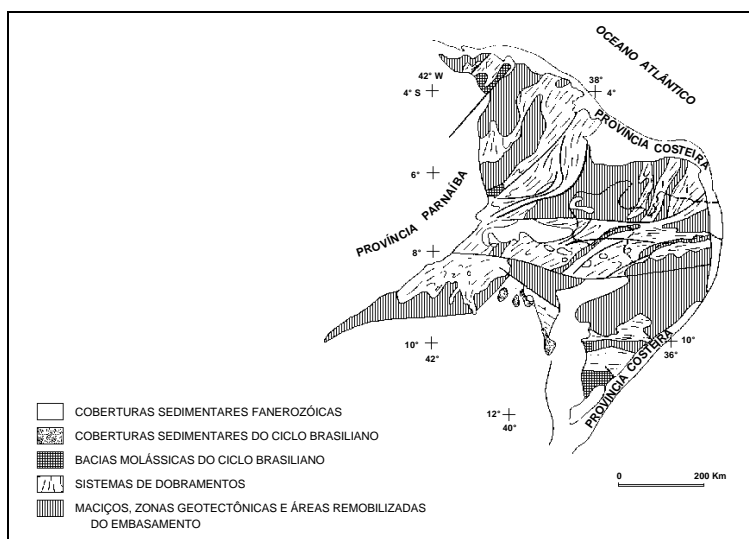 OCEANO ATLÂNTICO
42° W
4° S
38°
4°
PROVÍNCIA COSTEIRA
6°
PROVÍNCIA PARNAÍBA
8°
10°
42°
10°
36°
PROVÍNCIA COSTEIRA
12°
40°
COBERTURAS SEDIMENTARES FANEROZÓICAS
COBERTURAS SEDIMENTARES DO CICLO BRASILIANO
BACIAS MOLÁSSICAS DO CICLO BRASILIANO
SISTEMAS DE DOBRAMENTOS
MACIÇOS, ZONAS GEOTECTÔNICAS E ÁREAS REMOBILIZADAS
DO EMBASAMENTO
0 200 Km